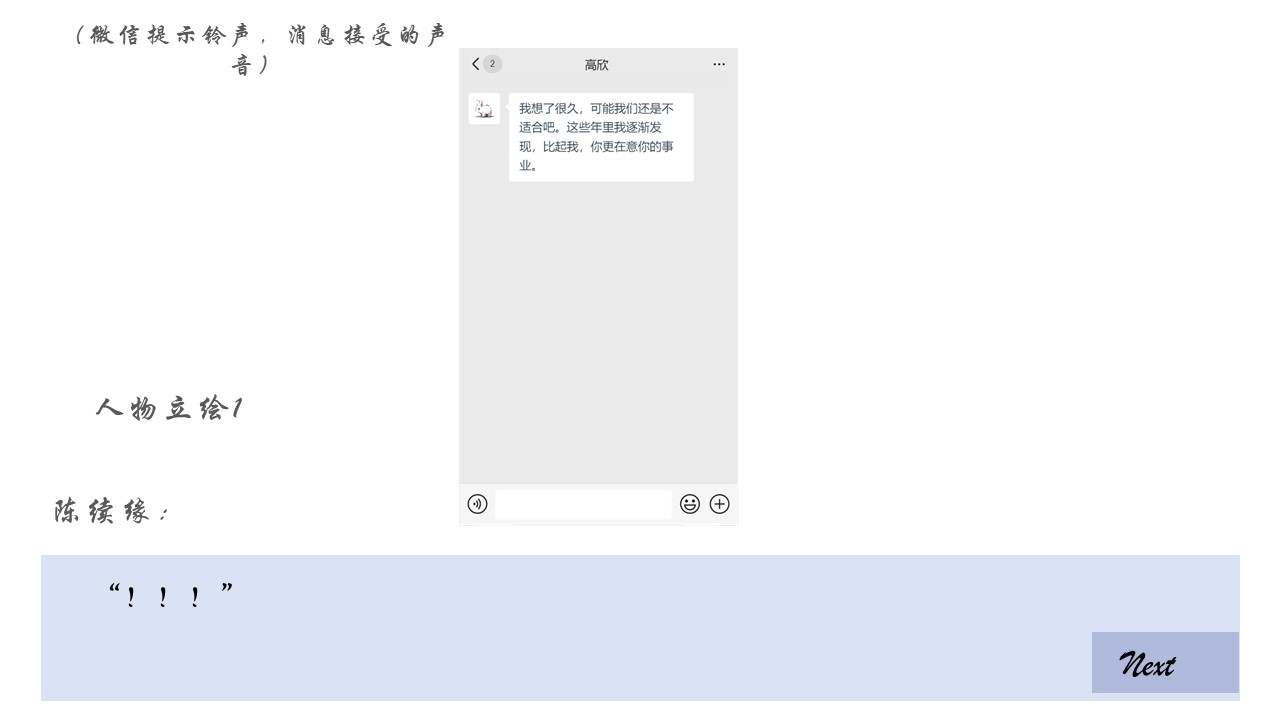 （微信提示铃声，消息接受的声
音）
2
高欣
...
我想了很久，可能我们还是不
适合吧。这些年里我逐渐发
现，比起我，你更在意你的事
业。
人物立绘1
陈续缘：
“！！！”
Next